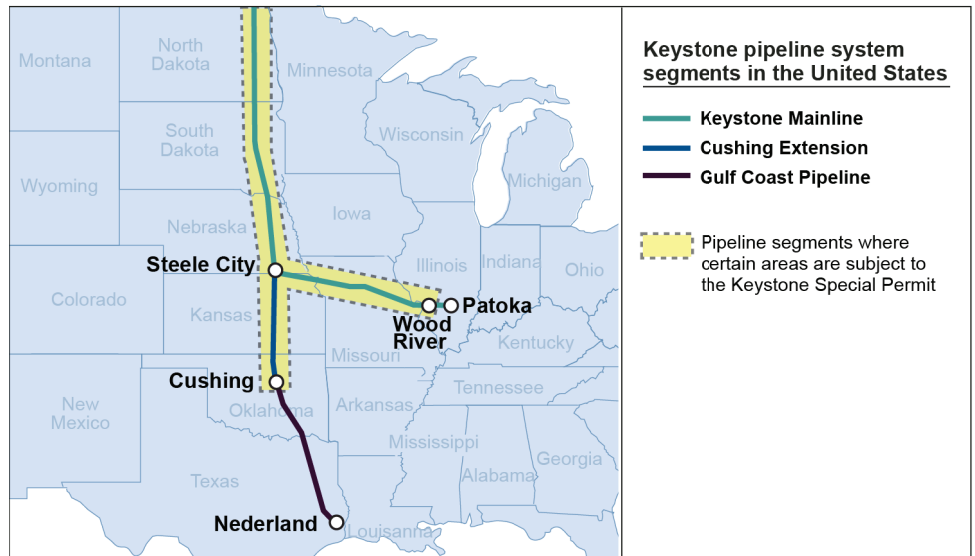 Montana
North
Dakota
Minnesota
South
Dakota
Wisconsin
Wyoming
Michigan
Iowa
Nebraska
Steele City
Illinois
Indiana
Ohio
Colorado
Kansas
Wood
River
Patoka
Missouri
Kentucky
Cushing
Tennessee
New
Mexico
Oklahoma
Arkansas
Mississippi
Georgia
Alabama
Texas
Nederland
Louisanna
Keystone pipeline system
segments in the United States
Keystone Mainline
Cushing Extension
Gulf Coast Pipeline
Pipeline segments where
certain areas are subject to
the Keystone Special Permit